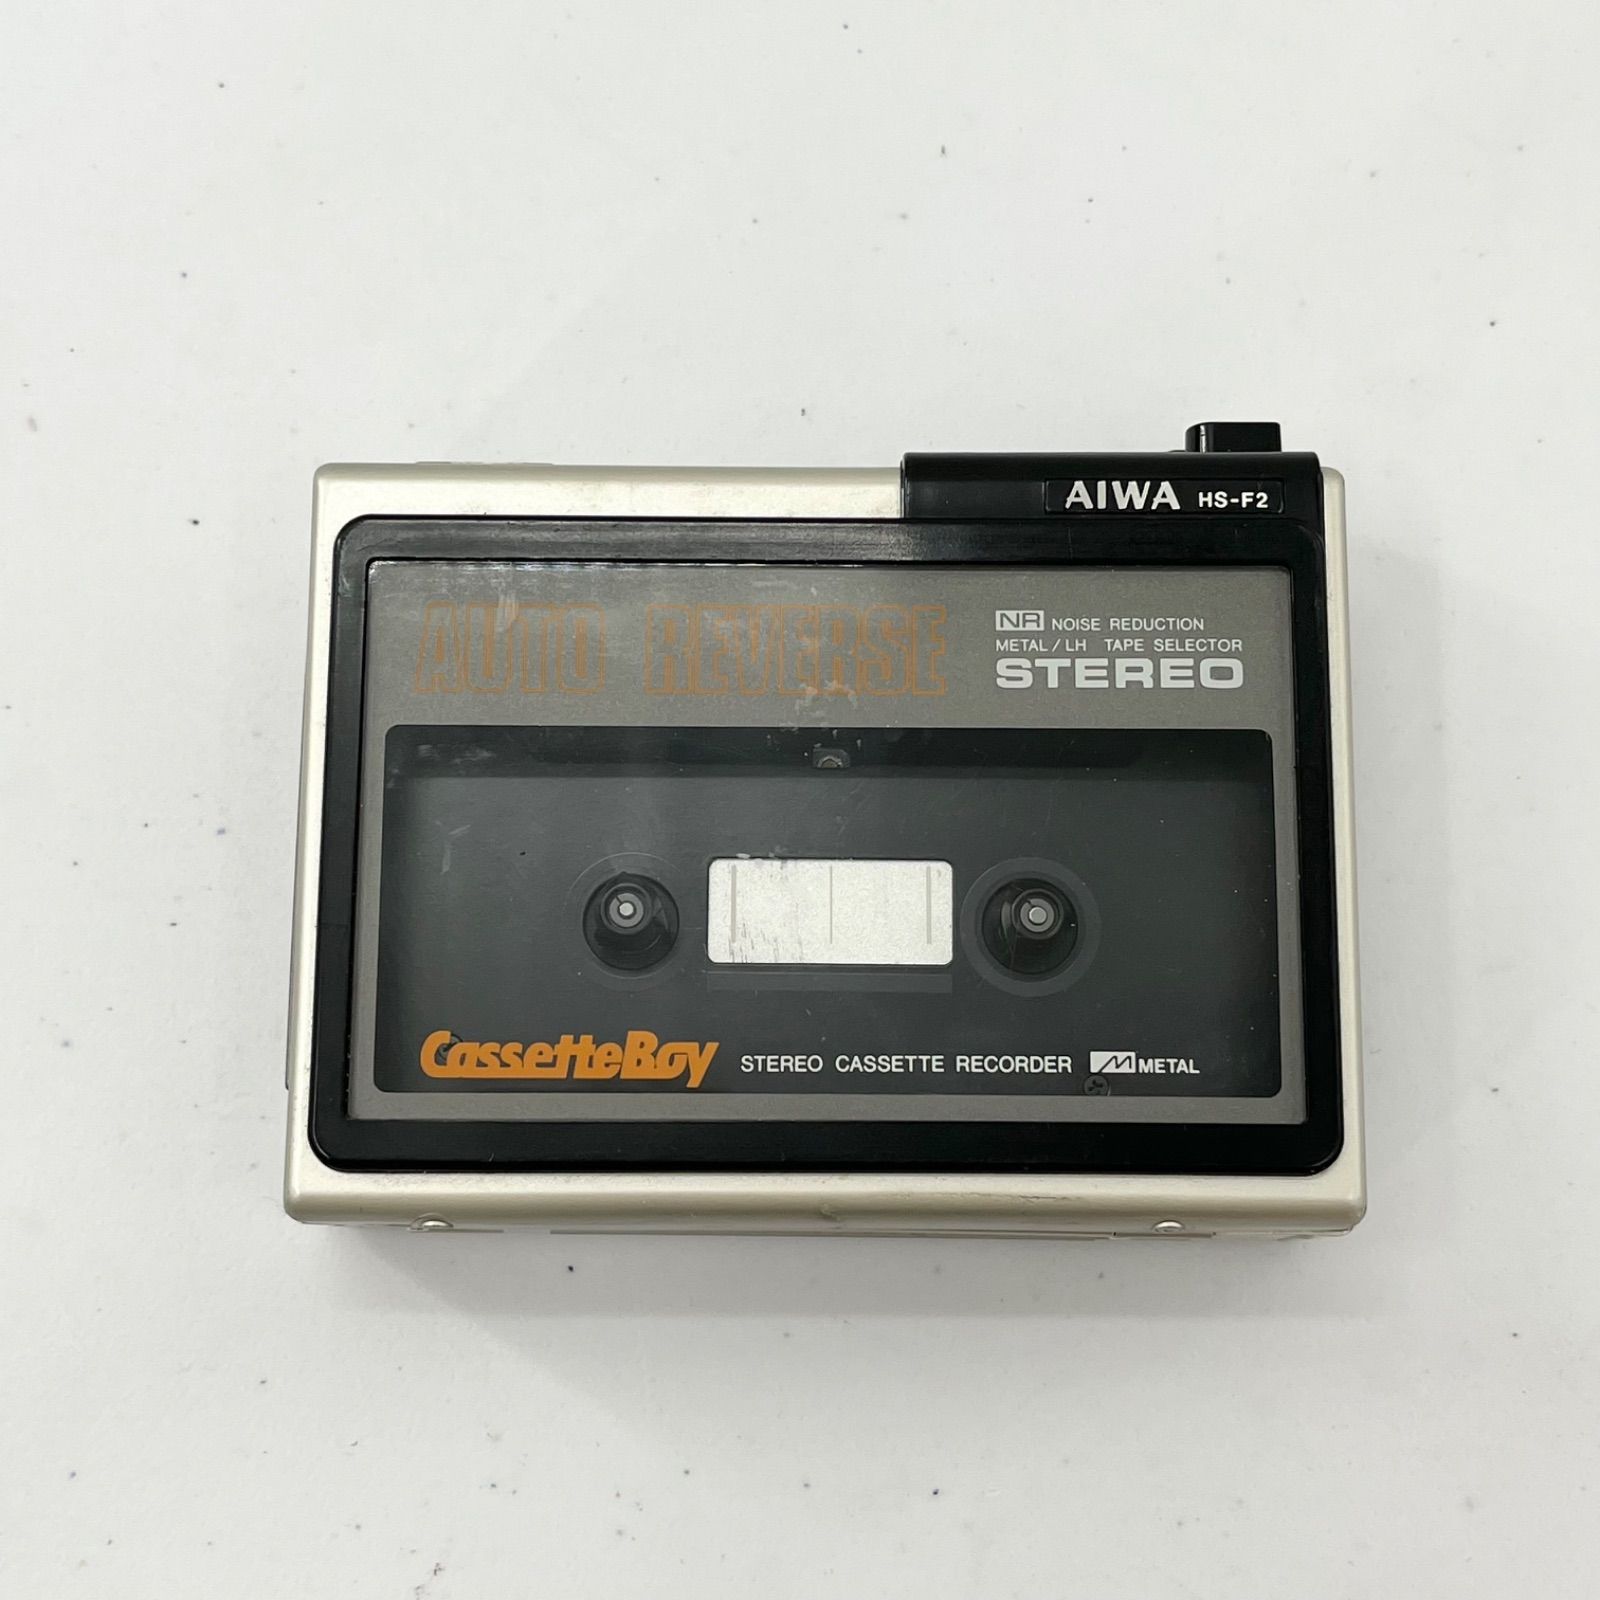 AIWA HS-F2
AUTO REVERSE
NR NOISE REDUCTION
METAL/LH TAPE SELECTOR
STEREO
CassetteBoy STEREO CASSETTE RECORDER M METAL